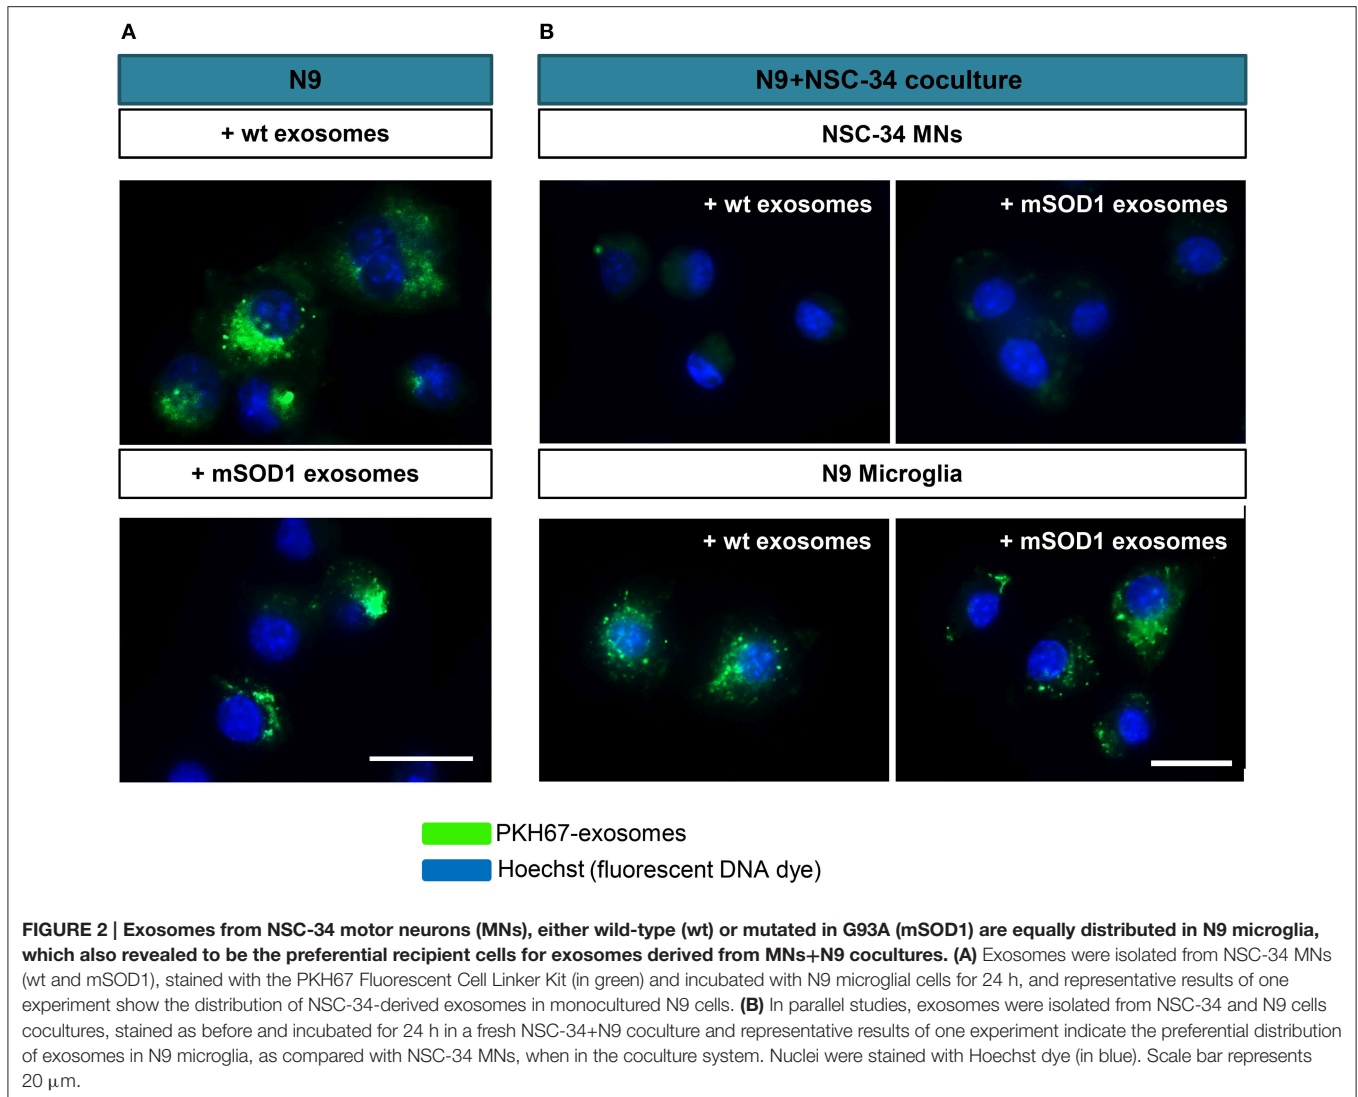 A
B
N9
N9+NSC-34 coculture
+ wt exosomes
NSC-34 MNs
+ wt exosomes
+ mSOD1 exosomes
+ mSOD1 exosomes
N9 Microglia
+ wt exosomes
+ mSOD1 exosomes
PKH67-exosomes
Hoechst (fluorescent DNA dye)
FIGURE 2 | Exosomes from NSC-34 motor neurons (MNs), either wild-type (wt) or mutated in G93A (mSOD1) are equally distributed in N9 microglia,
which also revealed to be the preferential recipient cells for exosomes derived from MNs+N9 cocultures. (A) Exosomes were isolated from NSC-34 MNs
(wt and mSOD1), stained with the PKH67 Fluorescent Cell Linker Kit (in green) and incubated with N9 microglial cells for 24 h, and representative results of one
experiment show the distribution of NSC-34-derived exosomes in monocultured N9 cells. (B) In parallel studies, exosomes were isolated from NSC-34 and N9 cells
cocultures, stained as before and incubated for 24 h in a fresh NSC-34+N9 coculture and representative results of one experiment indicate the preferential distribution
of exosomes in N9 microglia, as compared with NSC-34 MNs, when in the coculture system. Nuclei were stained with Hoechst dye (in blue). Scale bar represents
20 μm.